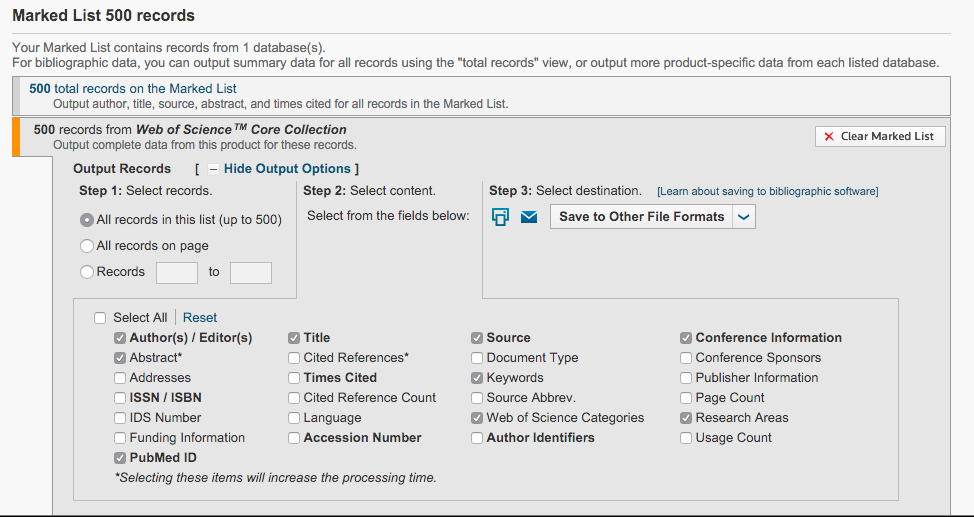 Marked List 500 records
Your Marked List contains records from 1 database(s).
For bibliographic data, you can output summary data for all records using the "total records" view, or output more product-specific data from each listed database.
500 total records on the Marked List
Output author, title, source, abstract, and times cited for all records in the Marked List.
500 records from Web of Science™ Core Collection
Output complete data from this product for these records.
Clear Marked List
Output Records [ – Hide Output Options ]
Step 1: Select records.
All records in this list (up to 500)
All records on page
Records to
Step 2: Select content.
Select from the fields below:
Step 3: Select destination. [Learn about saving to bibliographic software]
Save to Other File Formats
Select All | Reset
Author(s) / Editor(s) Title Source Conference Information
Abstract* Cited References* Document Type Conference Sponsors
Addresses Times Cited Keywords Publisher Information
ISSN / ISBN Cited Reference Count Source Abbrev. Page Count
IDS Number Language Web of Science Categories Research Areas
Funding Information Accession Number Author Identifiers Usage Count
PubMed ID
*Selecting these items will increase the processing time.